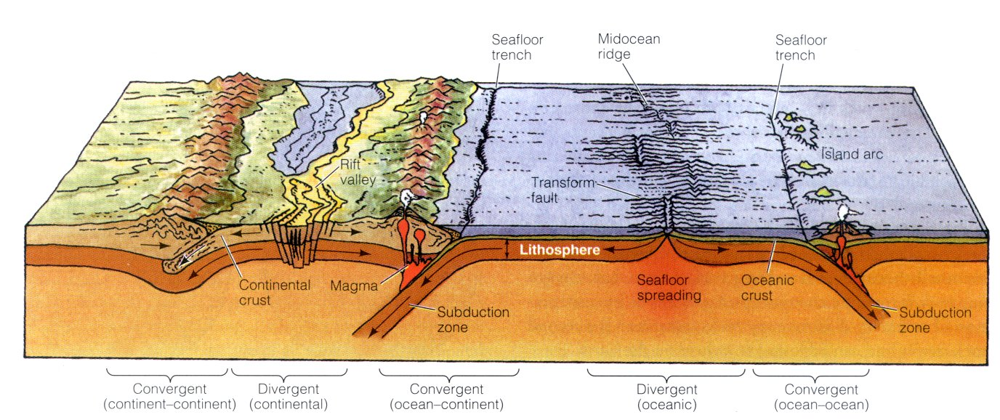 Seafloor
trench
Midocean
ridge
Seafloor
trench
Rift
valley
Island arc
Transform
fault
Lithosphere
Continental
crust
Magma
Seafloor
spreading
Oceanic
crust
Subduction
zone
Subduction
zone
Convergent
(continent–continent)
Divergent
(continental)
Convergent
(ocean–continent)
Divergent
(oceanic)
Convergent
(ocean–ocean)